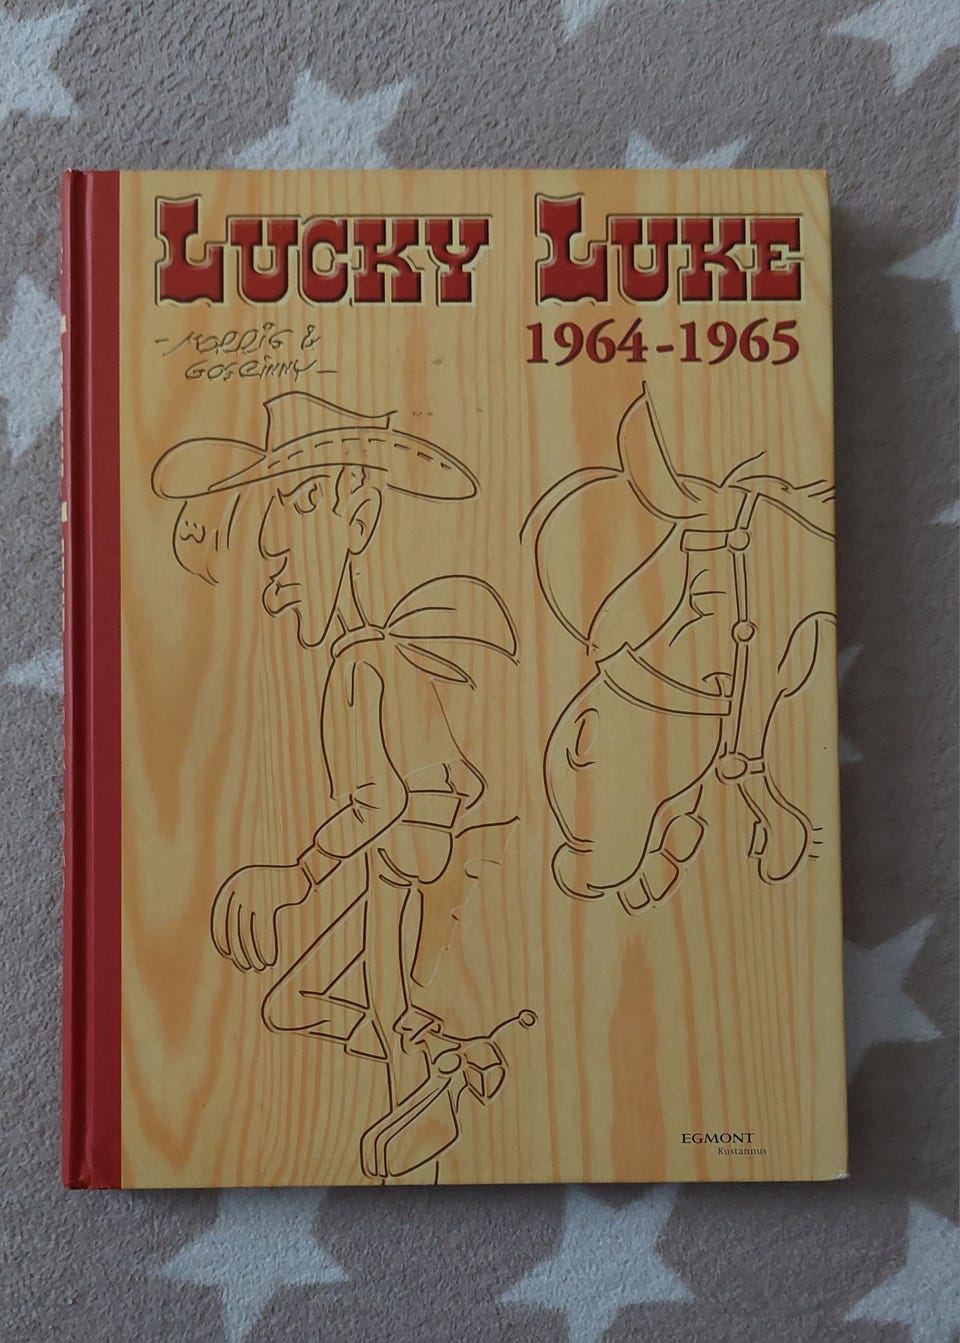 LUCKY LUKE
1964-1965
-MORRIS &
GOSCINNY-
EGMONT
Kustannus